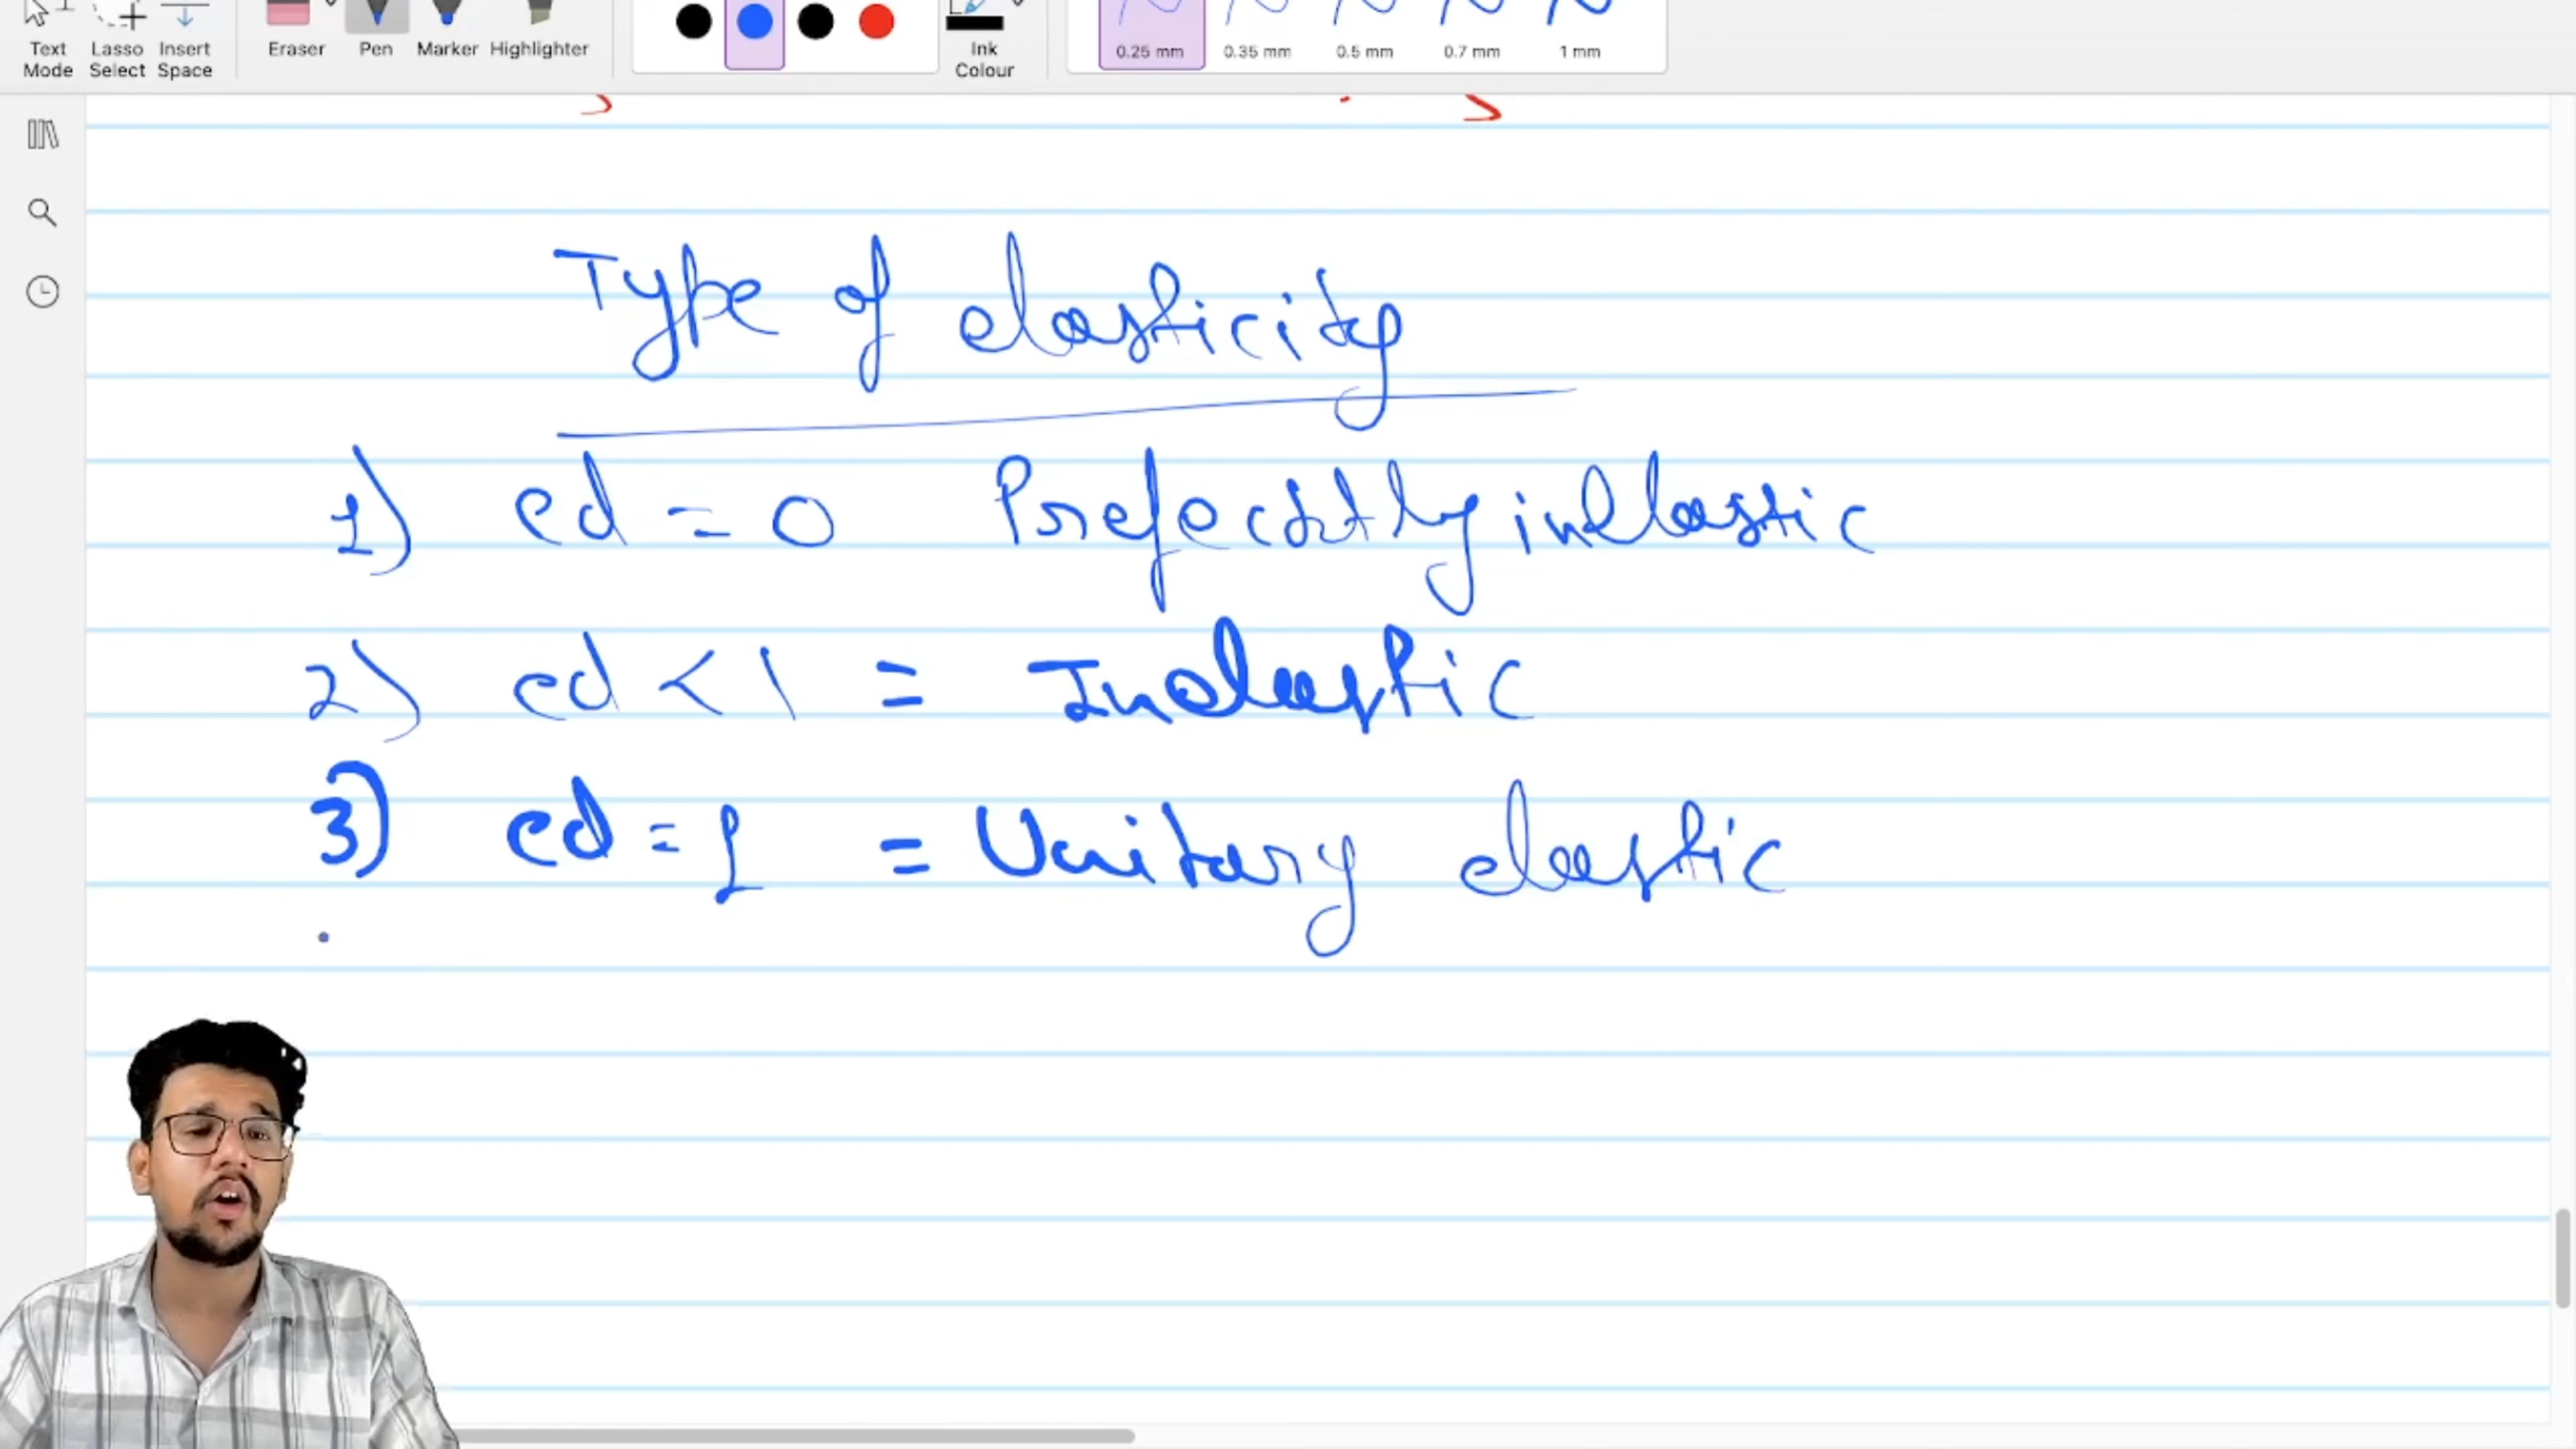 Text Mode
Lasso Select
Insert Space
Eraser
Pen
Marker
Highlighter
Ink Colour
0.25 mm
0.35 mm
0.5 mm
0.7 mm
1 mm
Type of elasticity
1) ed = 0 Prefecctly inelastic
2) ed < 1 = Inelastic
3) ed = 1 = Unitary elastic